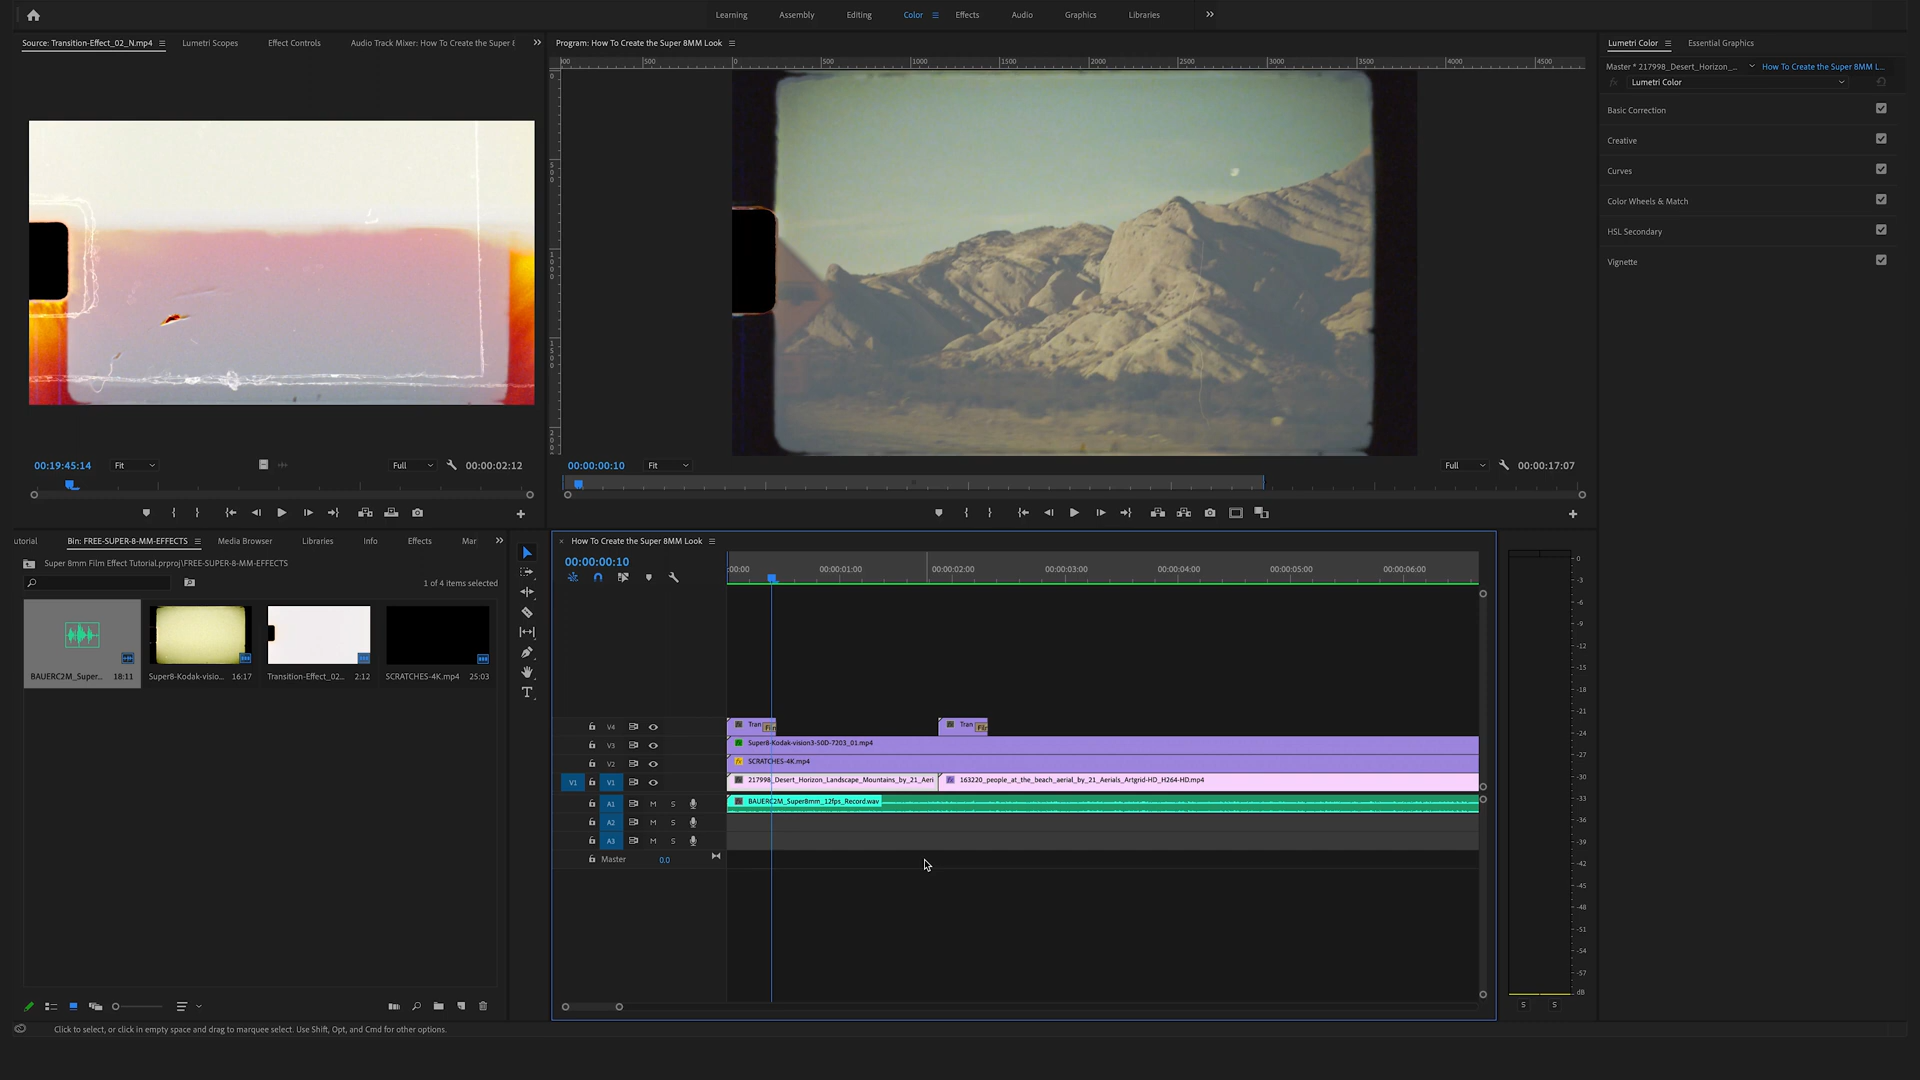 Learning
Assembly
Editing
Color
Effects
Audio
Graphics
Libraries
Source: Transition-Effect_02_N.mp4
Lumetri Scopes
Effect Controls
Audio Track Mixer: How To Create the Super 8
Program: How To Create the Super 8MM Look
Lumetri Color
Essential Graphics
Master * 217998_Desert_Horizon_...
How To Create the Super 8MM L...
fx
Lumetri Color
Basic Correction
Creative
Curves
Color Wheels & Match
HSL Secondary
Vignette
500
0
500
1000
1500
2000
2500
3000
3500
4000
4500
00:19:45:14
Fit
Full
00:00:02:12
00:00:00:10
Fit
Full
00:00:17:07
utorial
Bin: FREE-SUPER-8-MM-EFFECTS
Media Browser
Libraries
Info
Effects
Mar
Super 8mm Film Effect Tutorial.prproj\FREE-SUPER-8-MM-EFFECTS
1 of 4 items selected
BAUERC2M_Super...
18:11
Super8-Kodak-visio...
16:17
Transition-Effect_02...
2:12
SCRATCHES-4K.mp4
25:03
How To Create the Super 8MM Look
00:00:00:10
:00:00
00:00:01:00
00:00:02:00
00:00:03:00
00:00:04:00
00:00:05:00
00:00:06:00
V4
Tran
Tran
V3
Super8-Kodak-vision3-50D-7203_01.mp4
V2
SCRATCHES-4K.mp4
V1
V1
217998_Desert_Horizon_Landscape_Mountains_by_21_Aeri
163220_people_at_the_beach_aerial_by_21_Aerials_Artgrid-HD_H264-HD.mp4
A1
M
S
BAUERC2M_Super8mm_12fps_Record.wav
A2
M
S
A3
M
S
Master
0.0
0
-3
-6
-9
-12
-15
-18
-21
-24
-27
-30
-33
-36
-39
-42
-45
-48
-51
-54
-57
dB
S
S
Click to select, or click in empty space and drag to marquee select. Use Shift, Opt, and Cmd for other options.